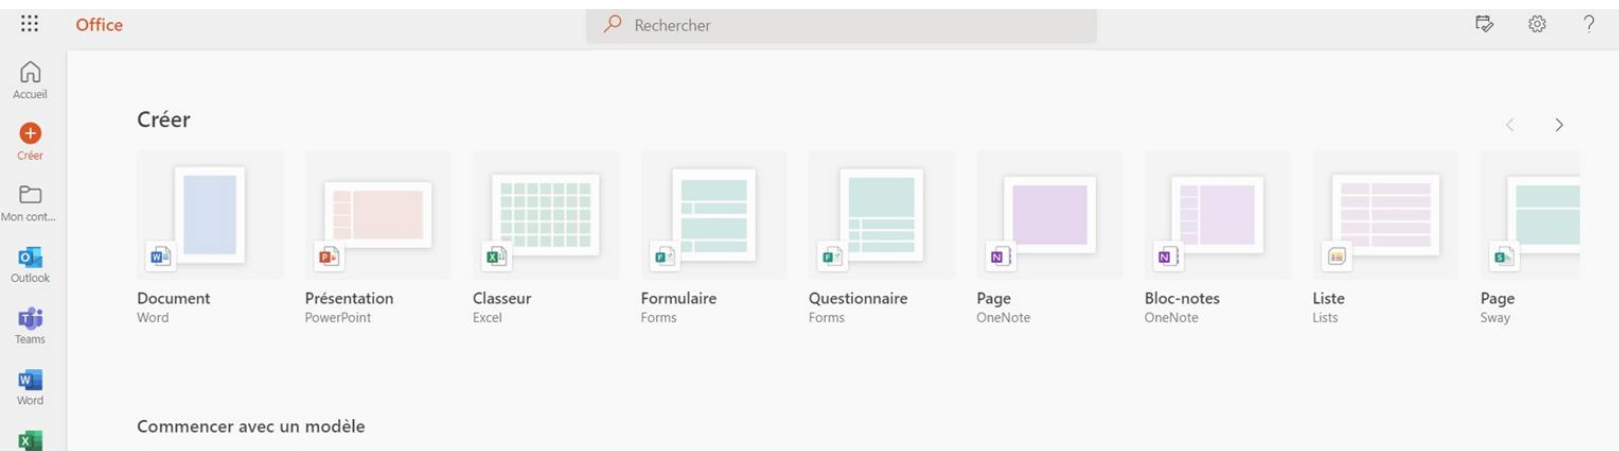 Office
Rechercher
Accueil
Créer
Mon cont...
Outlook
Teams
Word
Créer
Document
Word
Présentation
PowerPoint
Classeur
Excel
Formulaire
Forms
Questionnaire
Forms
Page
OneNote
Bloc-notes
OneNote
Liste
Lists
Page
Sway
Commencer avec un modèle